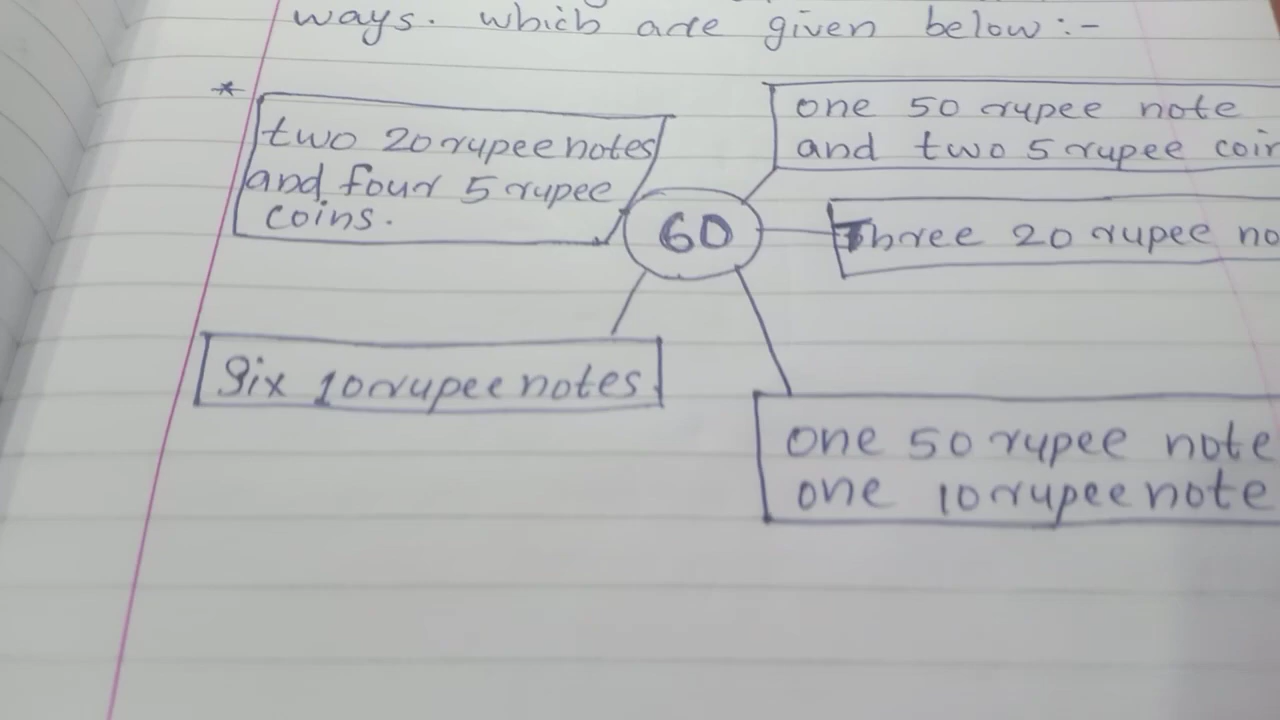 ways. which are given below :-
*
two 20 rupee notes
and four 5 rupee
coins.
one 50 rupee note
and two 5 rupee coin
60
Three 20 rupee no
Six 10 rupee notes.
one 50 rupee note
one 10 rupee note